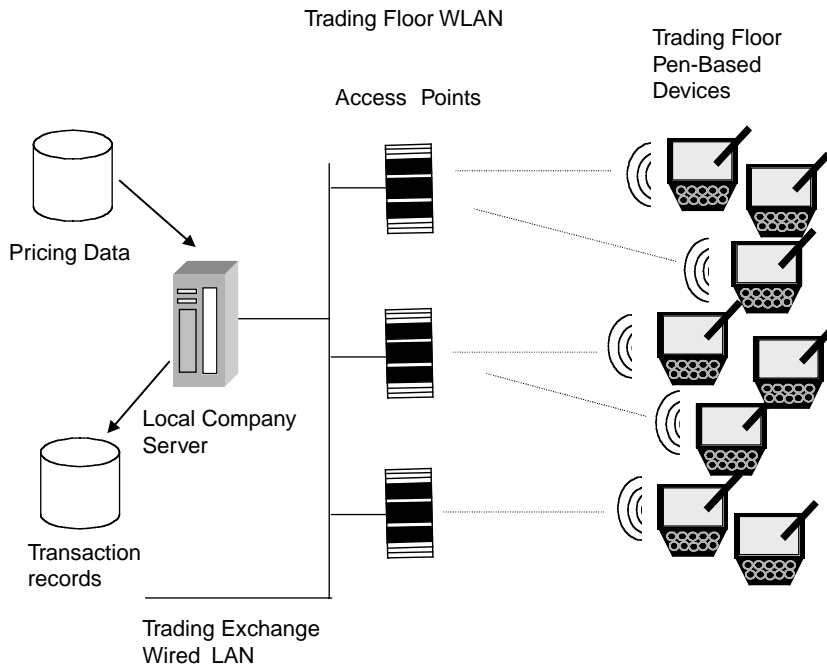 Trading Floor WLAN
Trading Floor
Pen-Based
Devices
Access Points
Pricing Data
Local Company
Server
Transaction
records
Trading Exchange
Wired LAN